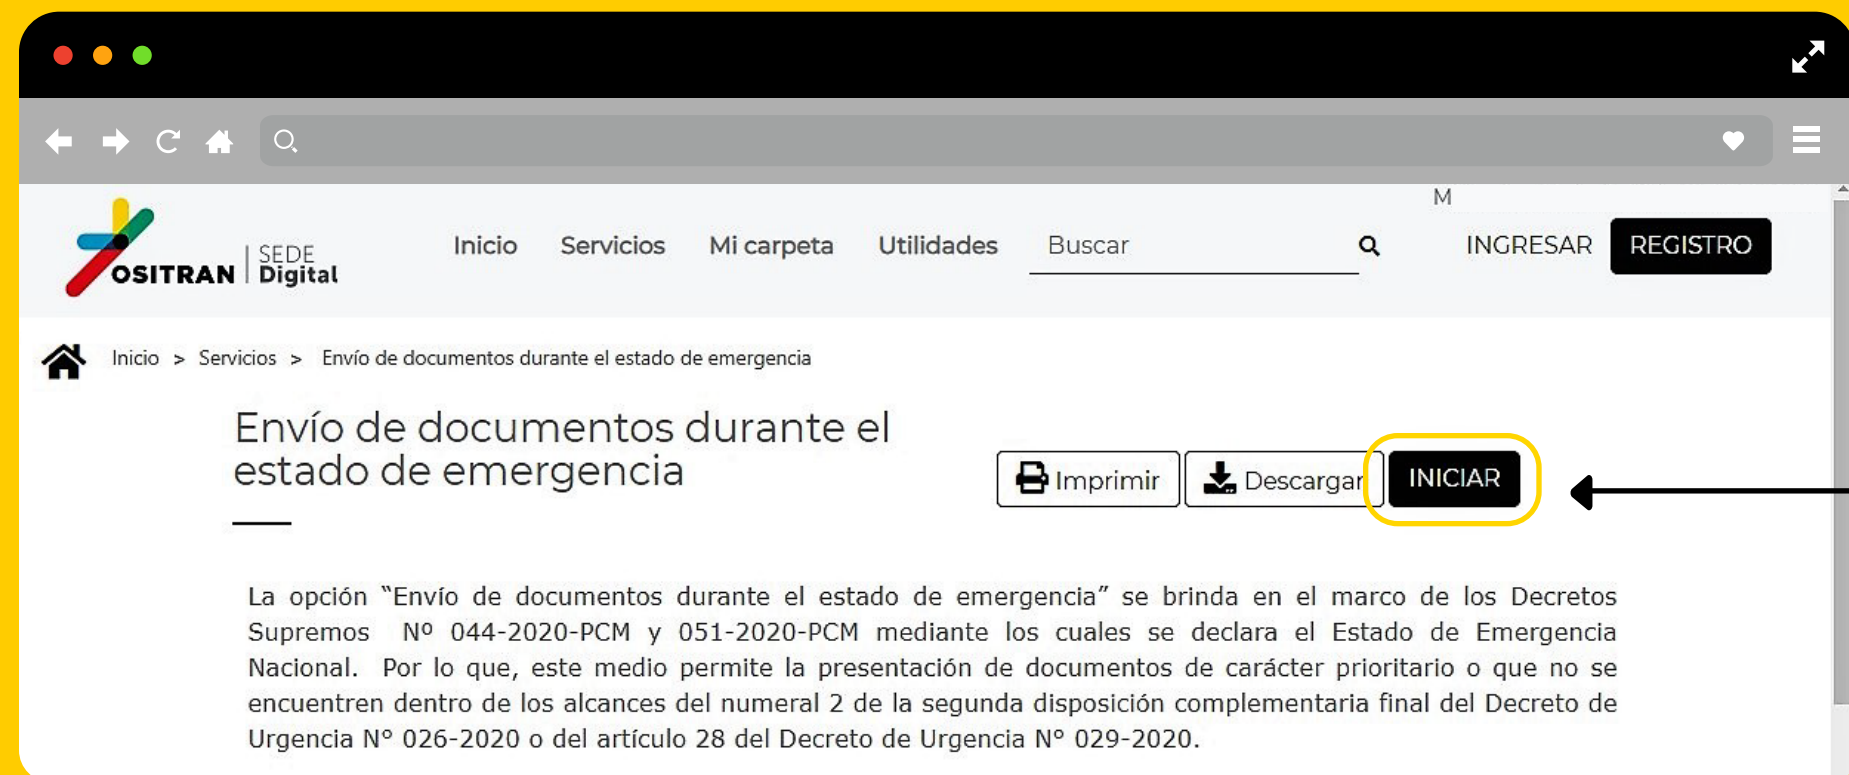 M
OSITRAN
SEDE
Digital
Inicio Servicios Mi carpeta Utilidades Buscar INGRESAR REGISTRO
Inicio > Servicios > Envío de documentos durante el estado de emergencia
Envío de documentos durante el
estado de emergencia
Imprimir Descargar INICIAR
La opción “Envío de documentos durante el estado de emergencia” se brinda en el marco de los Decretos
Supremos Nº 044-2020-PCM y 051-2020-PCM mediante los cuales se declara el Estado de Emergencia
Nacional. Por lo que, este medio permite la presentación de documentos de carácter prioritario o que no se
encuentren dentro de los alcances del numeral 2 de la segunda disposición complementaria final del Decreto de
Urgencia N° 026-2020 o del artículo 28 del Decreto de Urgencia N° 029-2020.